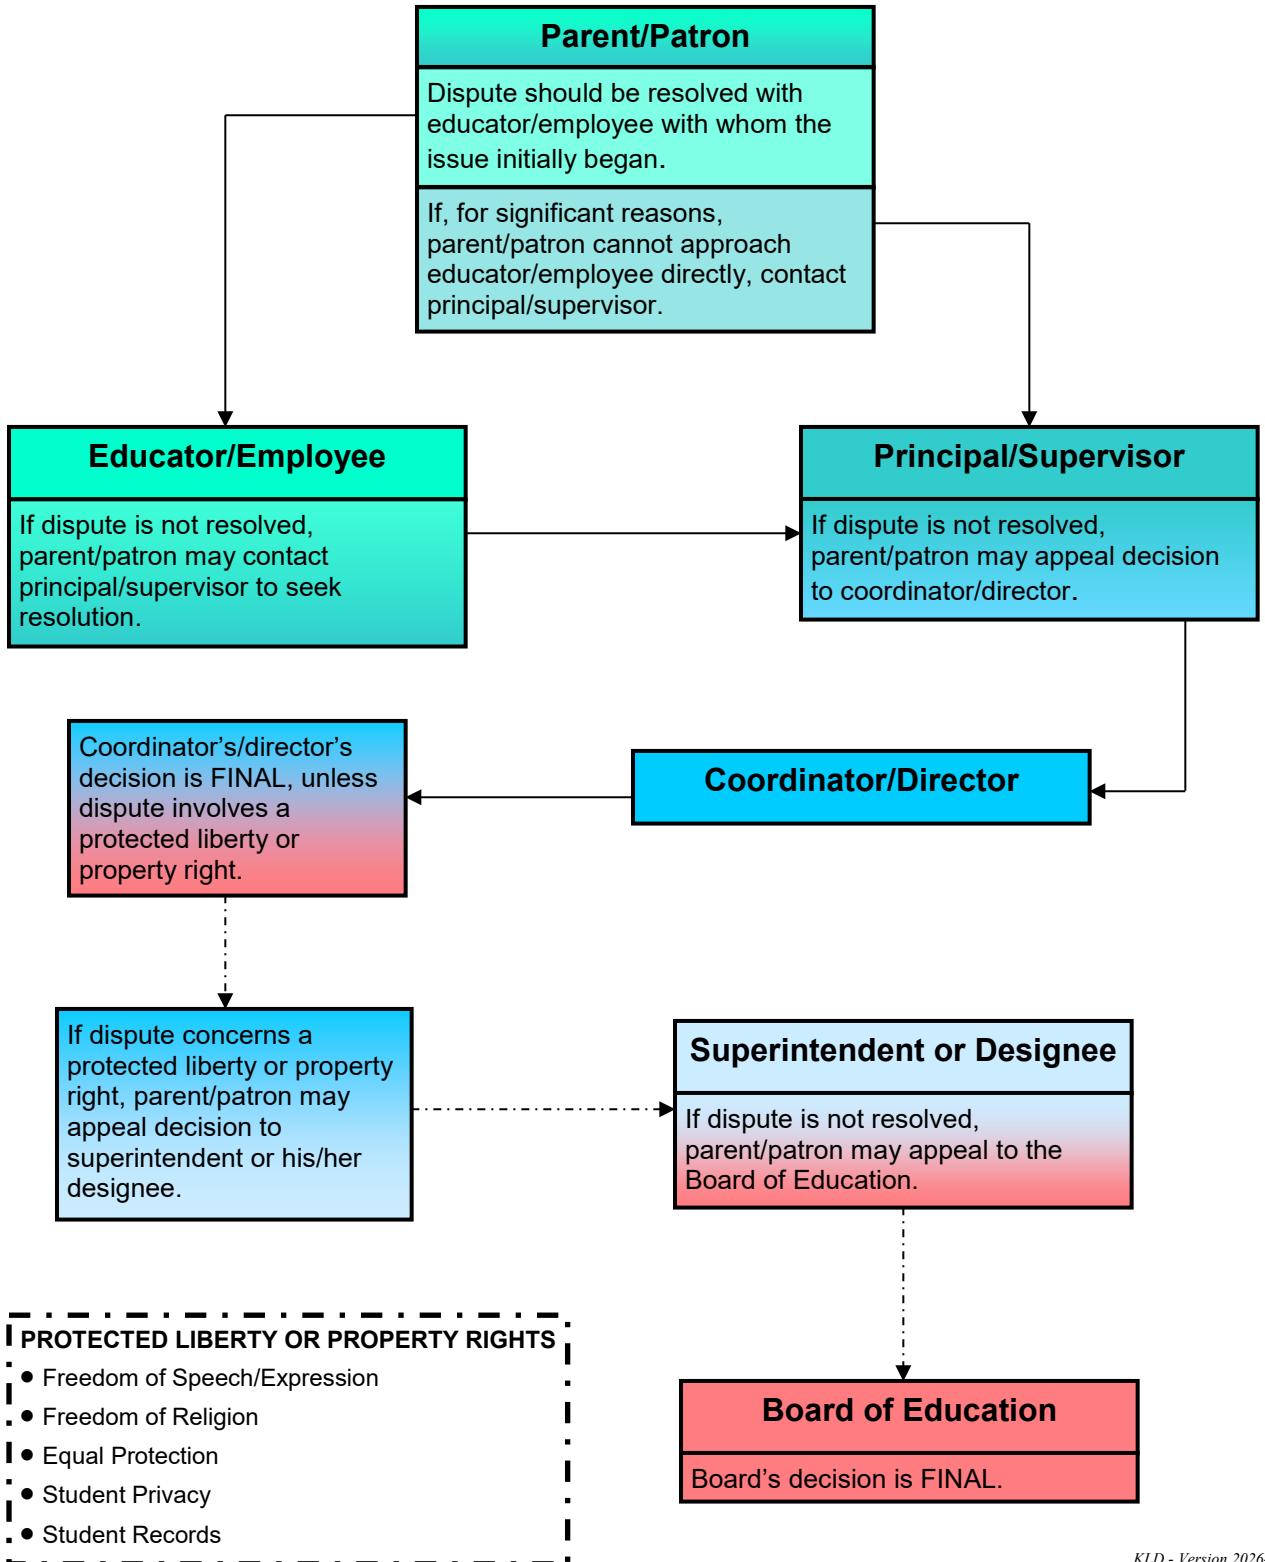 Parent/Patron
Dispute should be resolved with
educator/employee with whom the
issue initially began.
If, for significant reasons,
parent/patron cannot approach
educator/employee directly, contact
principal/supervisor.
Educator/Employee
If dispute is not resolved,
parent/patron may contact
principal/supervisor to seek
resolution.
Principal/Supervisor
If dispute is not resolved,
parent/patron may appeal decision
to coordinator/director.
Coordinator/Director
Coordinator’s/director’s
decision is FINAL, unless
dispute involves a
protected liberty or
property right.
If dispute concerns a
protected liberty or property
right, parent/patron may
appeal decision to
superintendent or his/her
designee.
Superintendent or Designee
If dispute is not resolved,
parent/patron may appeal to the
Board of Education.
Board of Education
Board’s decision is FINAL.
PROTECTED LIBERTY OR PROPERTY RIGHTS
• Freedom of Speech/Expression
• Freedom of Religion
• Equal Protection
• Student Privacy
• Student Records
KLD - Version 2026